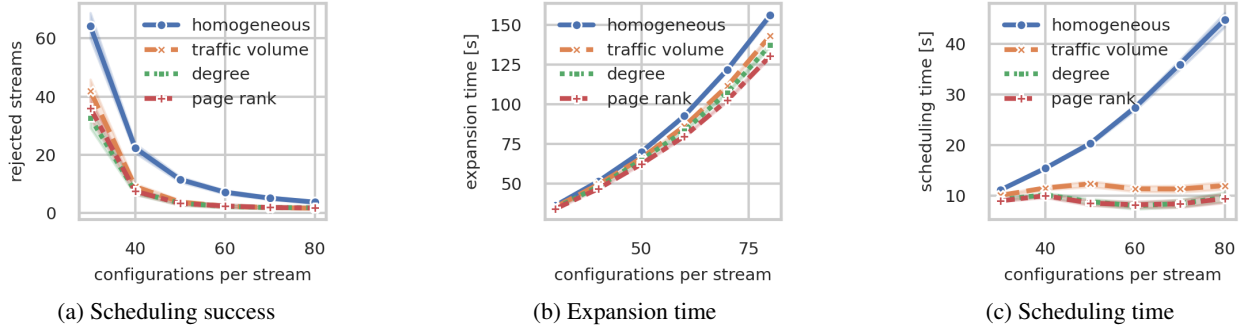 rejected streams
60
40
20
0
homogeneous
traffic volume
degree
page rank
40
60
80
configurations per stream
(a) Scheduling success
expansion time [s]
150
125
100
75
50
homogeneous
traffic volume
degree
page rank
50
75
configurations per stream
(b) Expansion time
scheduling time [s]
40
30
20
10
homogeneous
traffic volume
degree
page rank
40
60
80
configurations per stream
(c) Scheduling time